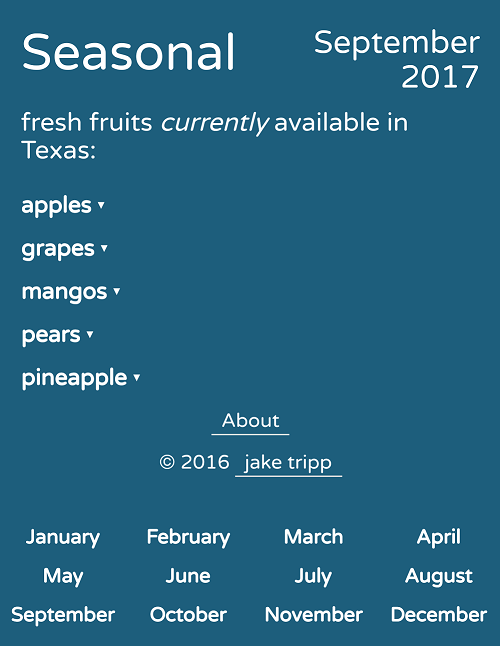 Seasonal
September
2017
fresh fruits currently available in
Texas:
apples ▾
grapes ▾
mangos ▾
pears ▾
pineapple ▾
About
© 2016 jake tripp
January February March April
May June July August
September October November December